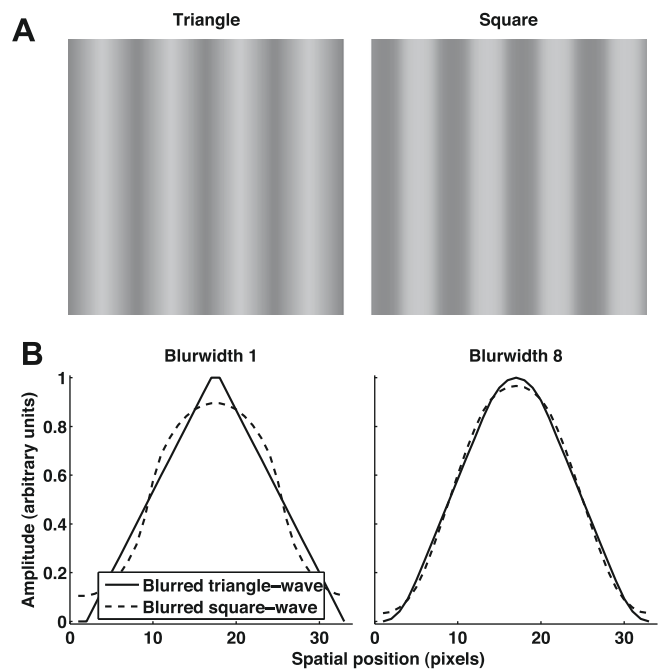 A
Triangle
Square
B
Blurwidth 1
Blurwidth 8
Amplitude (arbitrary units)
1
0.8
0.6
0.4
0.2
0
Blurred triangle–wave
Blurred square–wave
0 10 20 30
0 10 20 30
Spatial position (pixels)